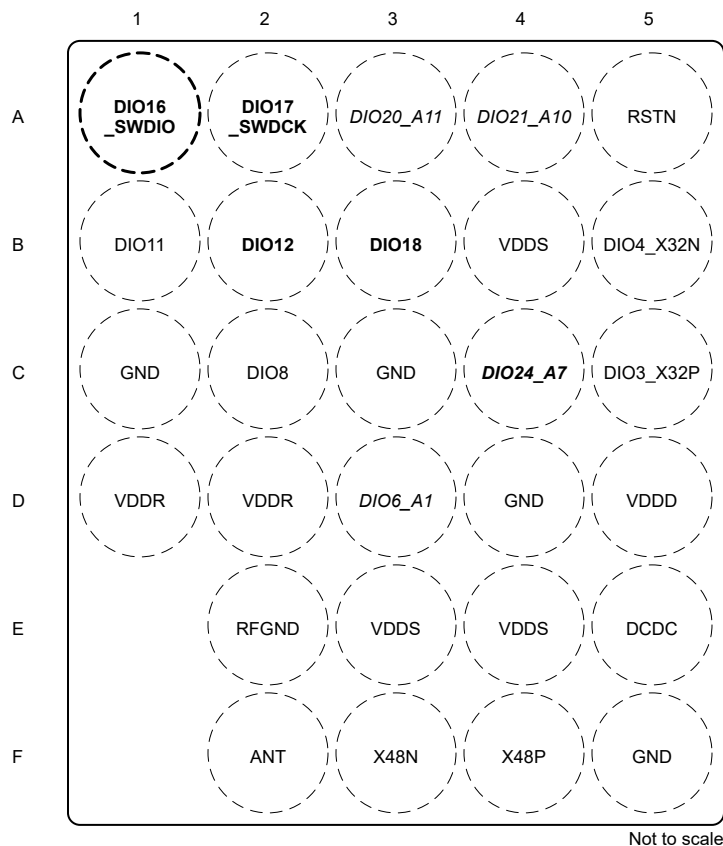 1 2 3 4 5
A DIO16 DIO17 DIO20_A11 DIO21_A10 RSTN
_SWDIO _SWDCK
B DIO11 DIO12 DIO18 VDDS DIO4_X32N
C GND DIO8 GND DIO24_A7 DIO3_X32P
D VDDR VDDR DIO6_A1 GND VDDD
E RFGND VDDS VDDS DCDC
F ANT X48N X48P GND
Not to scale